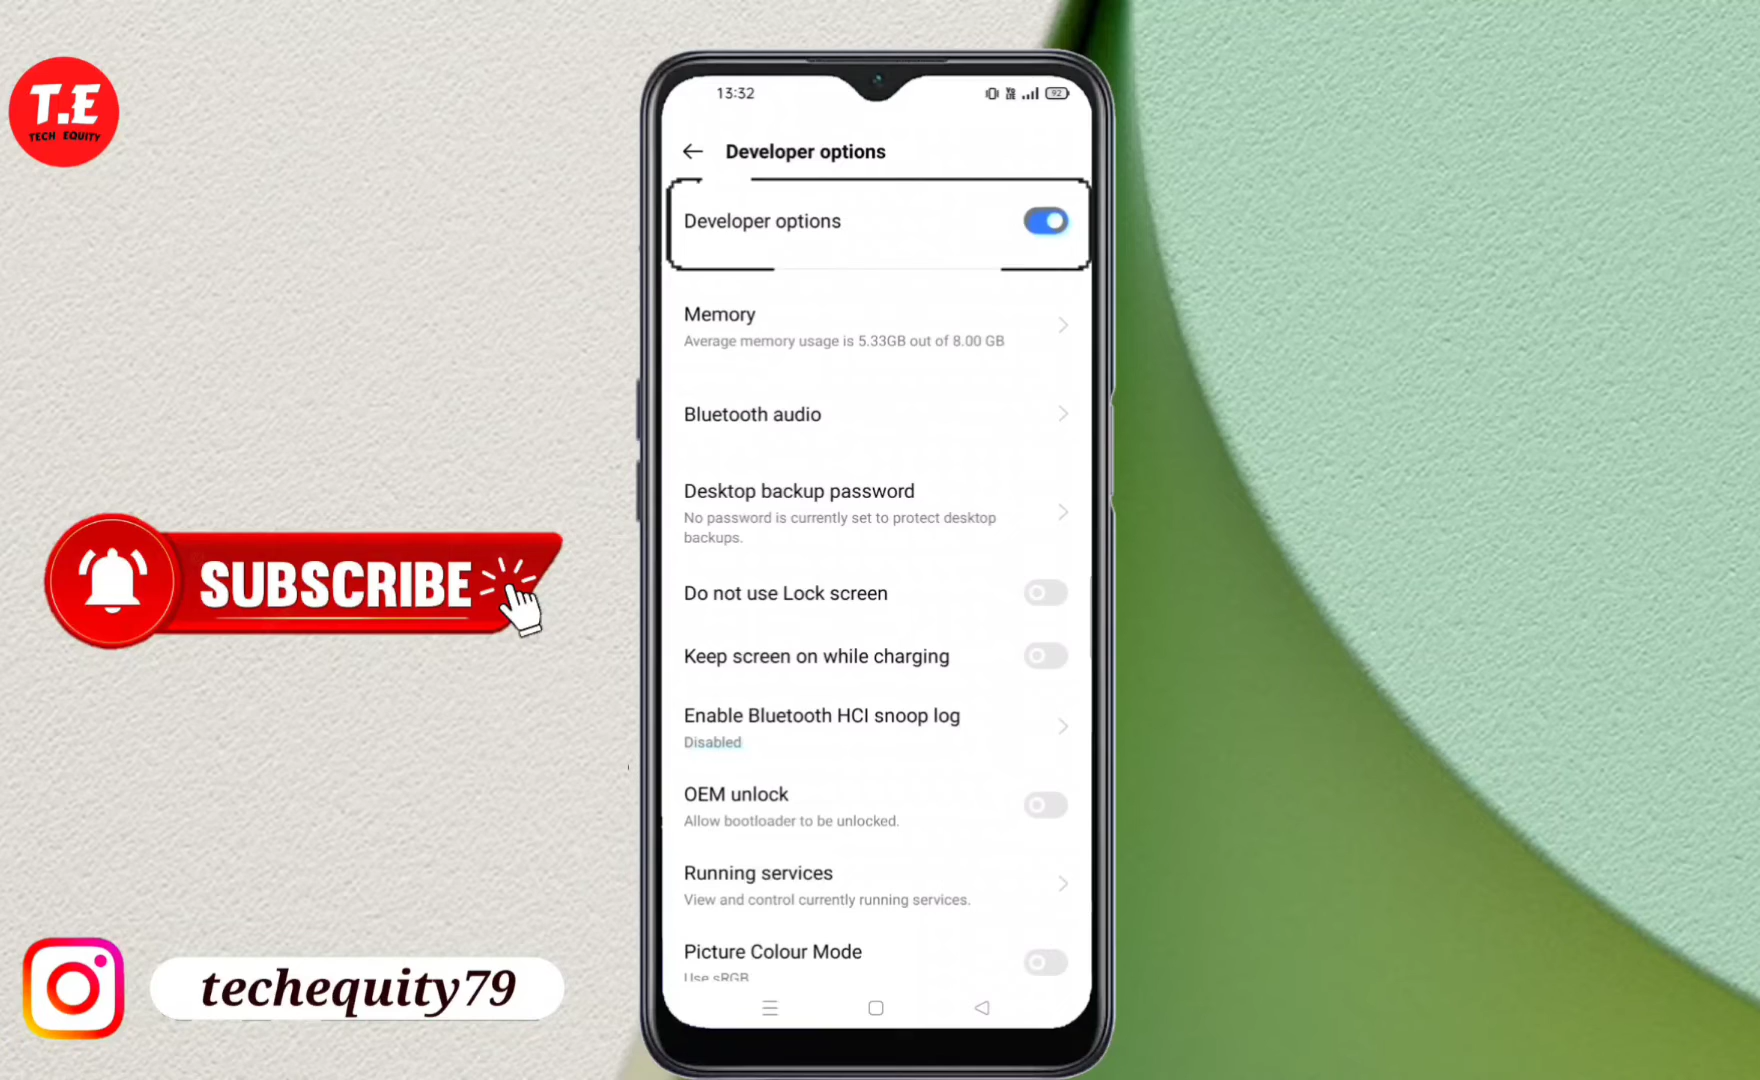 T.E
TECH EQUITY
13:32
92
Developer options
Developer options
Memory
Average memory usage is 5.33GB out of 8.00 GB
Bluetooth audio
Desktop backup password
No password is currently set to protect desktop
backups.
Do not use Lock screen
Keep screen on while charging
Enable Bluetooth HCI snoop log
Disabled
OEM unlock
Allow bootloader to be unlocked.
Running services
View and control currently running services.
Picture Colour Mode
Use sRGB
SUBSCRIBE
techequity79